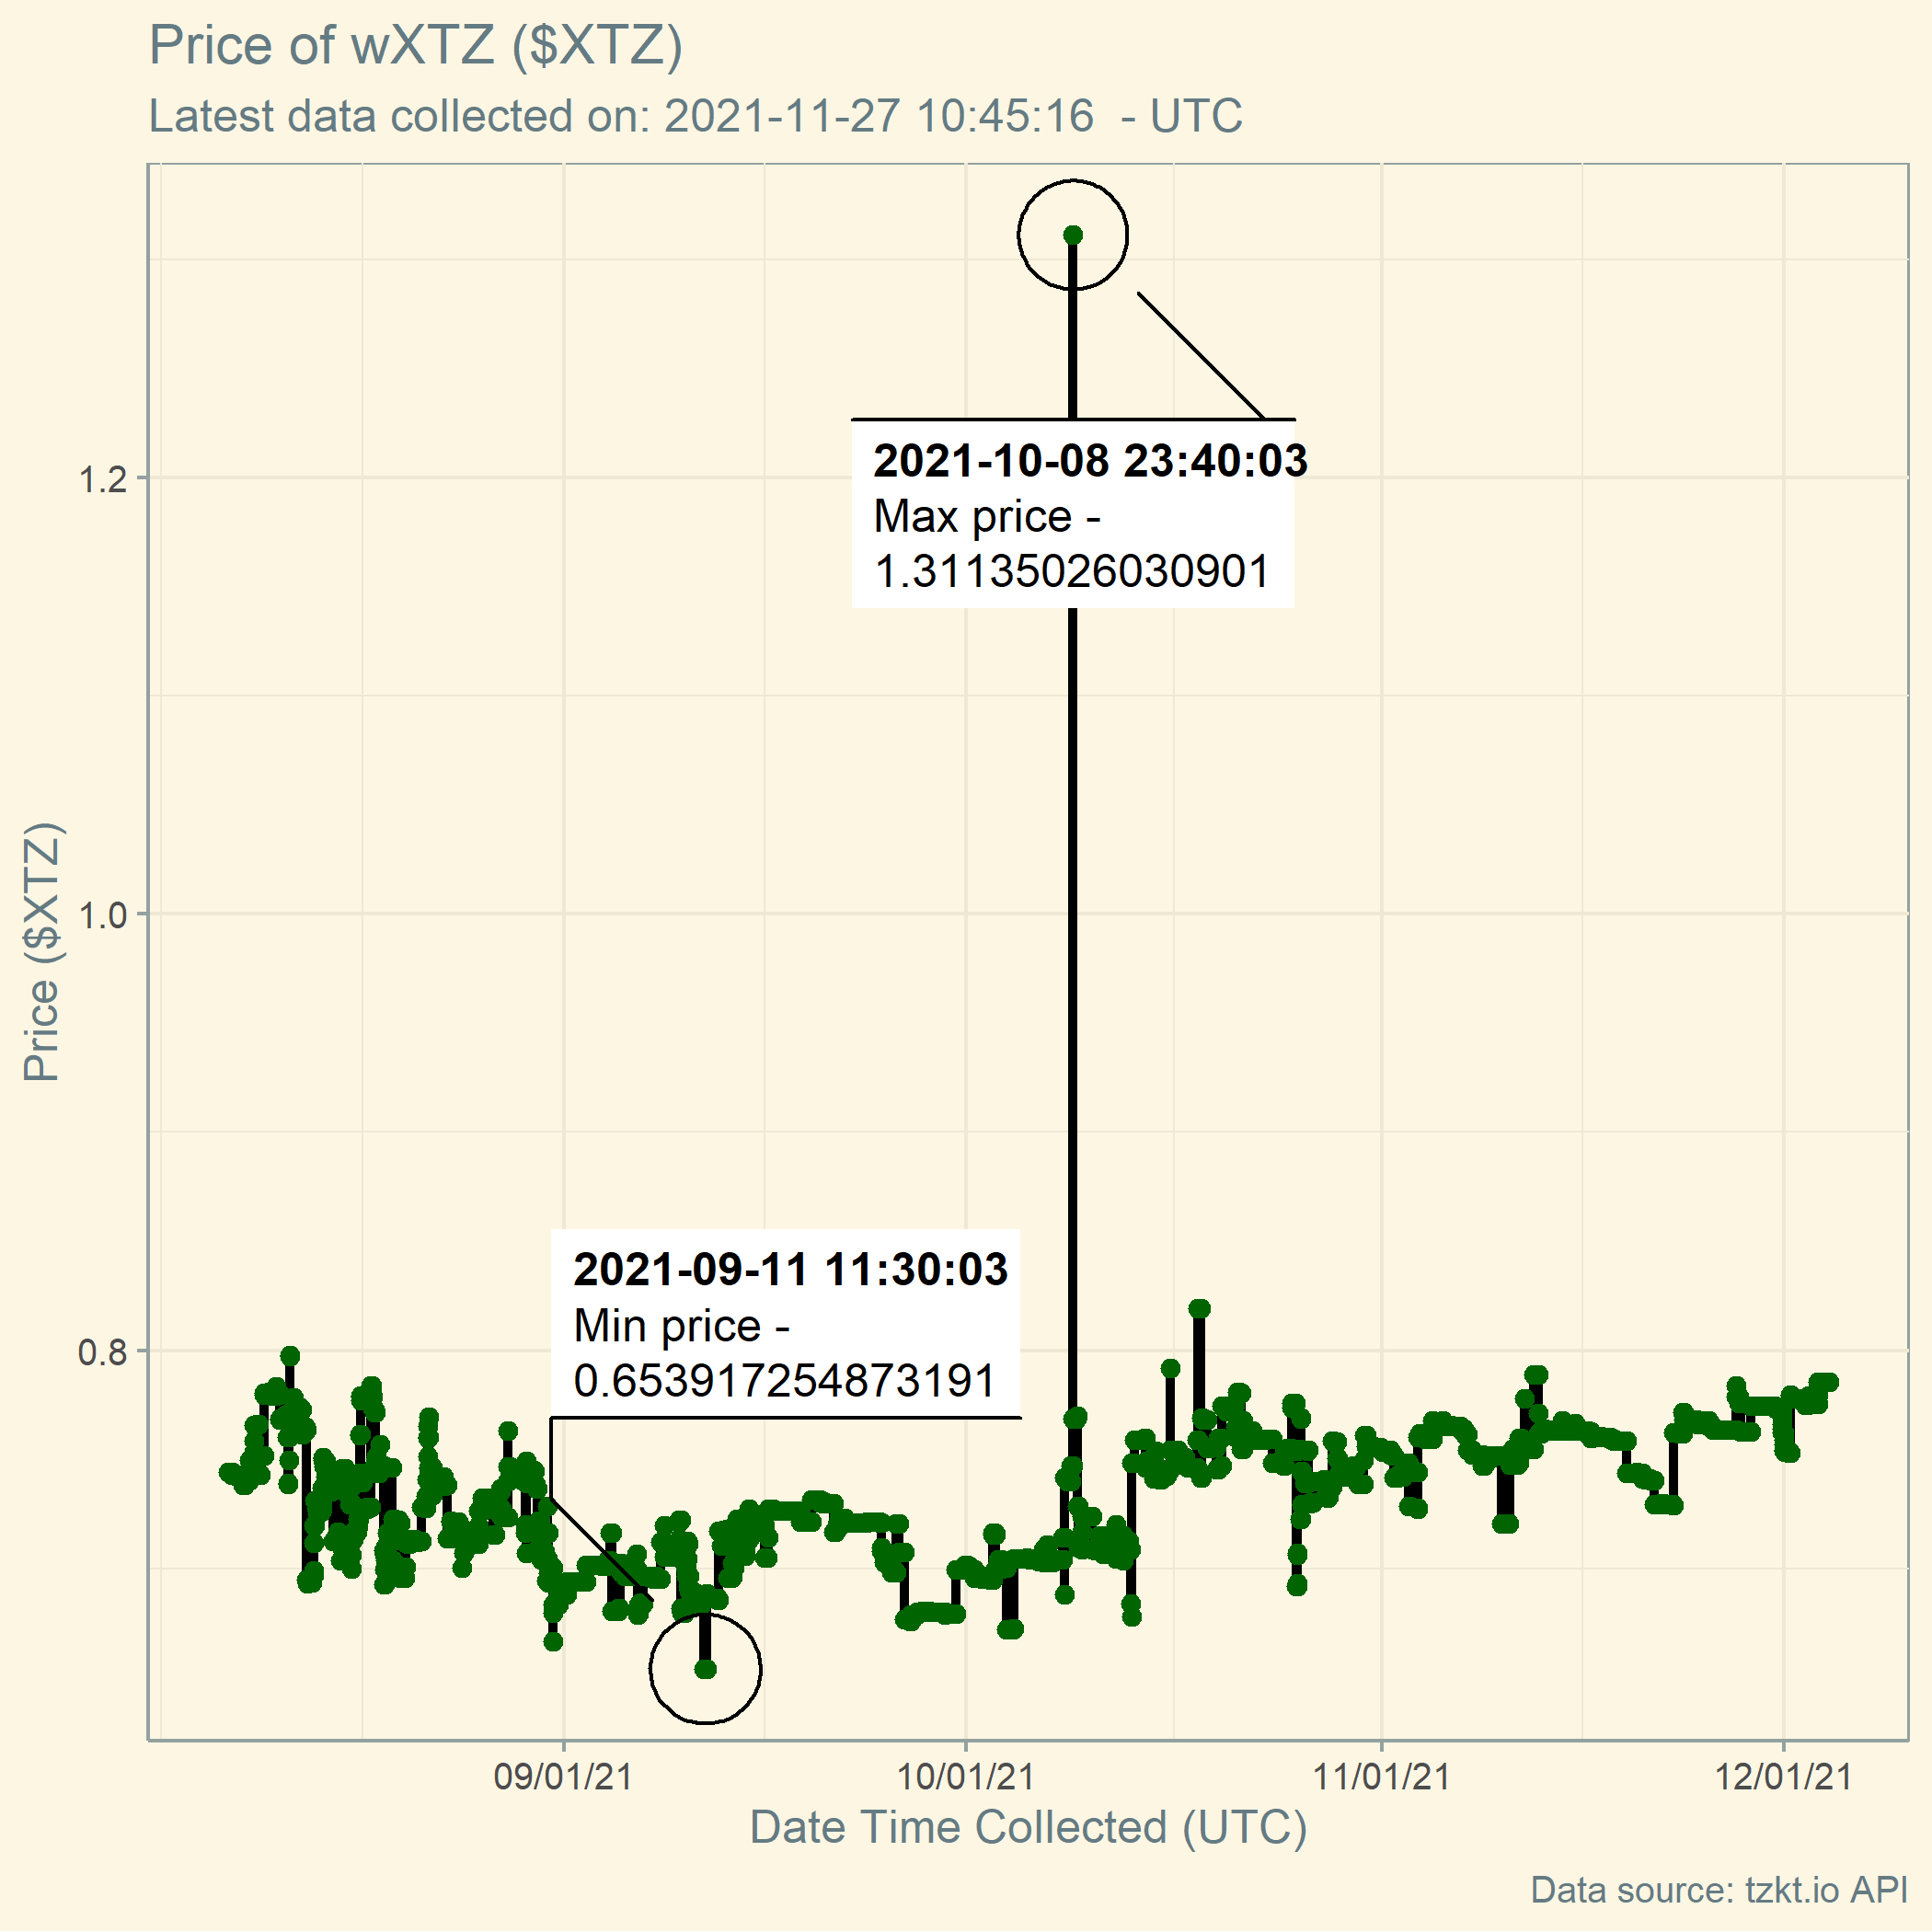 Price of wXTZ ($XTZ)
Latest data collected on: 2021-11-27 10:45:16  - UTC
2021-10-08 23:40:03
Max price -
1.31135026030901
1.2
1.0
0.8
Price ($XTZ)
2021-09-11 11:30:03
Min price -
0.653917254873191
09/01/21
10/01/21
11/01/21
12/01/21
Date Time Collected (UTC)
Data source: tzkt.io API